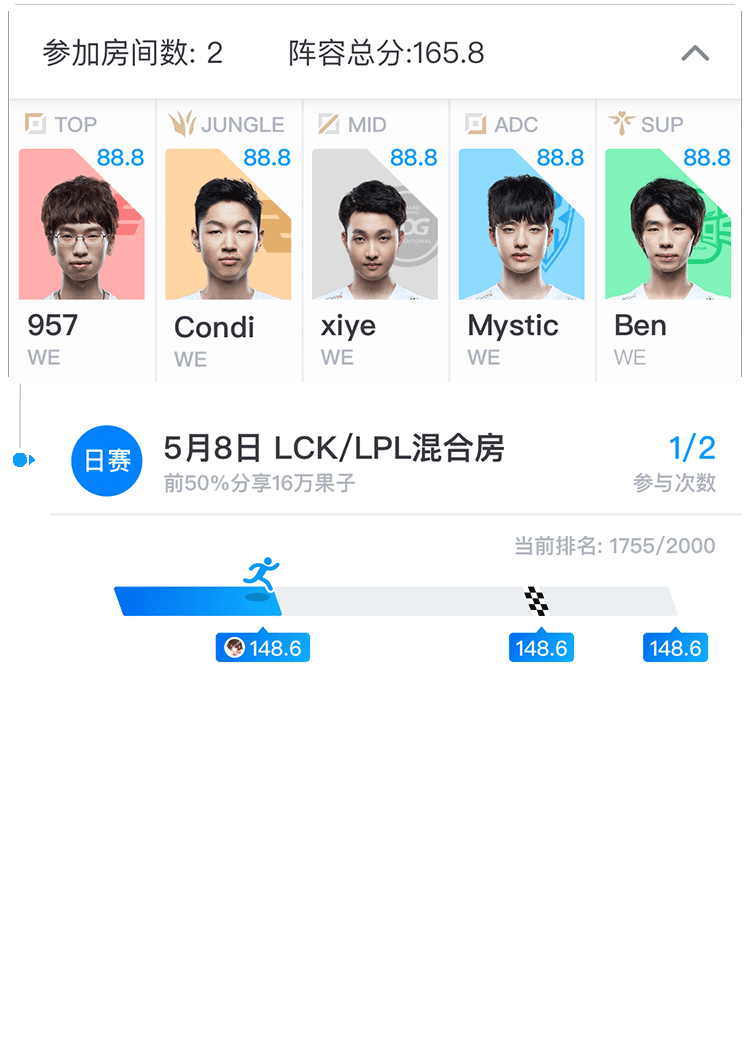 参加房间数: 2 阵容总分:165.8
TOP JUNGLE MID ADC SUP
88.8 88.8 88.8 88.8 88.8
957 Condi xiye Mystic Ben
WE WE WE WE WE
日赛 5月8日 LCK/LPL混合房 1/2
前50%分享16万果子 参与次数
当前排名: 1755/2000
148.6 148.6 148.6